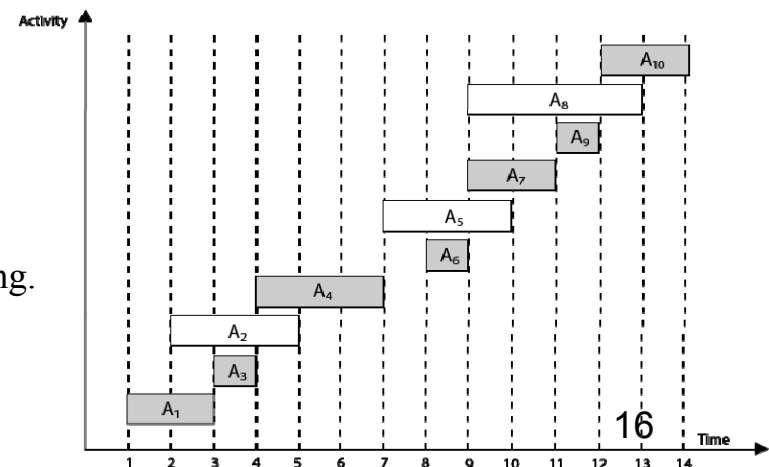 Activity
A₁₀
A₈
A₉
A₇
A₅
A₆
ng.
A₄
A₂
A₃
A₁
16
Time
1 2 3 4 5 6 7 8 9 10 11 12 13 14